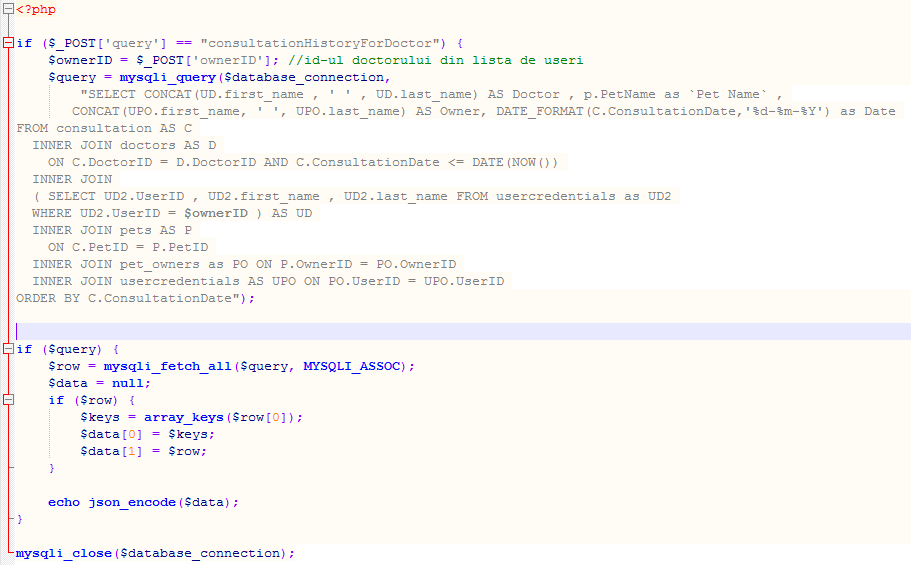 <?php
if ($_POST['query'] == "consultationHistoryForDoctor") {
    $ownerID = $_POST['ownerID']; //id-ul doctorului din lista de useri
    $query = mysqli_query($database_connection,
        "SELECT CONCAT(UD.first_name , ' ' , UD.last_name) AS Doctor , p.PetName as `Pet Name` ,
       CONCAT(UPO.first_name, ' ', UPO.last_name) AS Owner, DATE_FORMAT(C.ConsultationDate,'%d-%m-%Y') as Date
FROM consultation AS C
  INNER JOIN doctors AS D
    ON C.DoctorID = D.DoctorID AND C.ConsultationDate <= DATE(NOW())
  INNER JOIN
  ( SELECT UD2.UserID , UD2.first_name , UD2.last_name FROM usercredentials as UD2
  WHERE UD2.UserID = $ownerID ) AS UD
  INNER JOIN pets AS P
    ON C.PetID = P.PetID
  INNER JOIN pet_owners as PO ON P.OwnerID = PO.OwnerID
  INNER JOIN usercredentials AS UPO ON PO.UserID = UPO.UserID
ORDER BY C.ConsultationDate");
if ($query) {
    $row = mysqli_fetch_all($query, MYSQLI_ASSOC);
    $data = null;
    if ($row) {
        $keys = array_keys($row[0]);
        $data[0] = $keys;
        $data[1] = $row;
    }
    echo json_encode($data);
}
mysqli_close($database_connection);